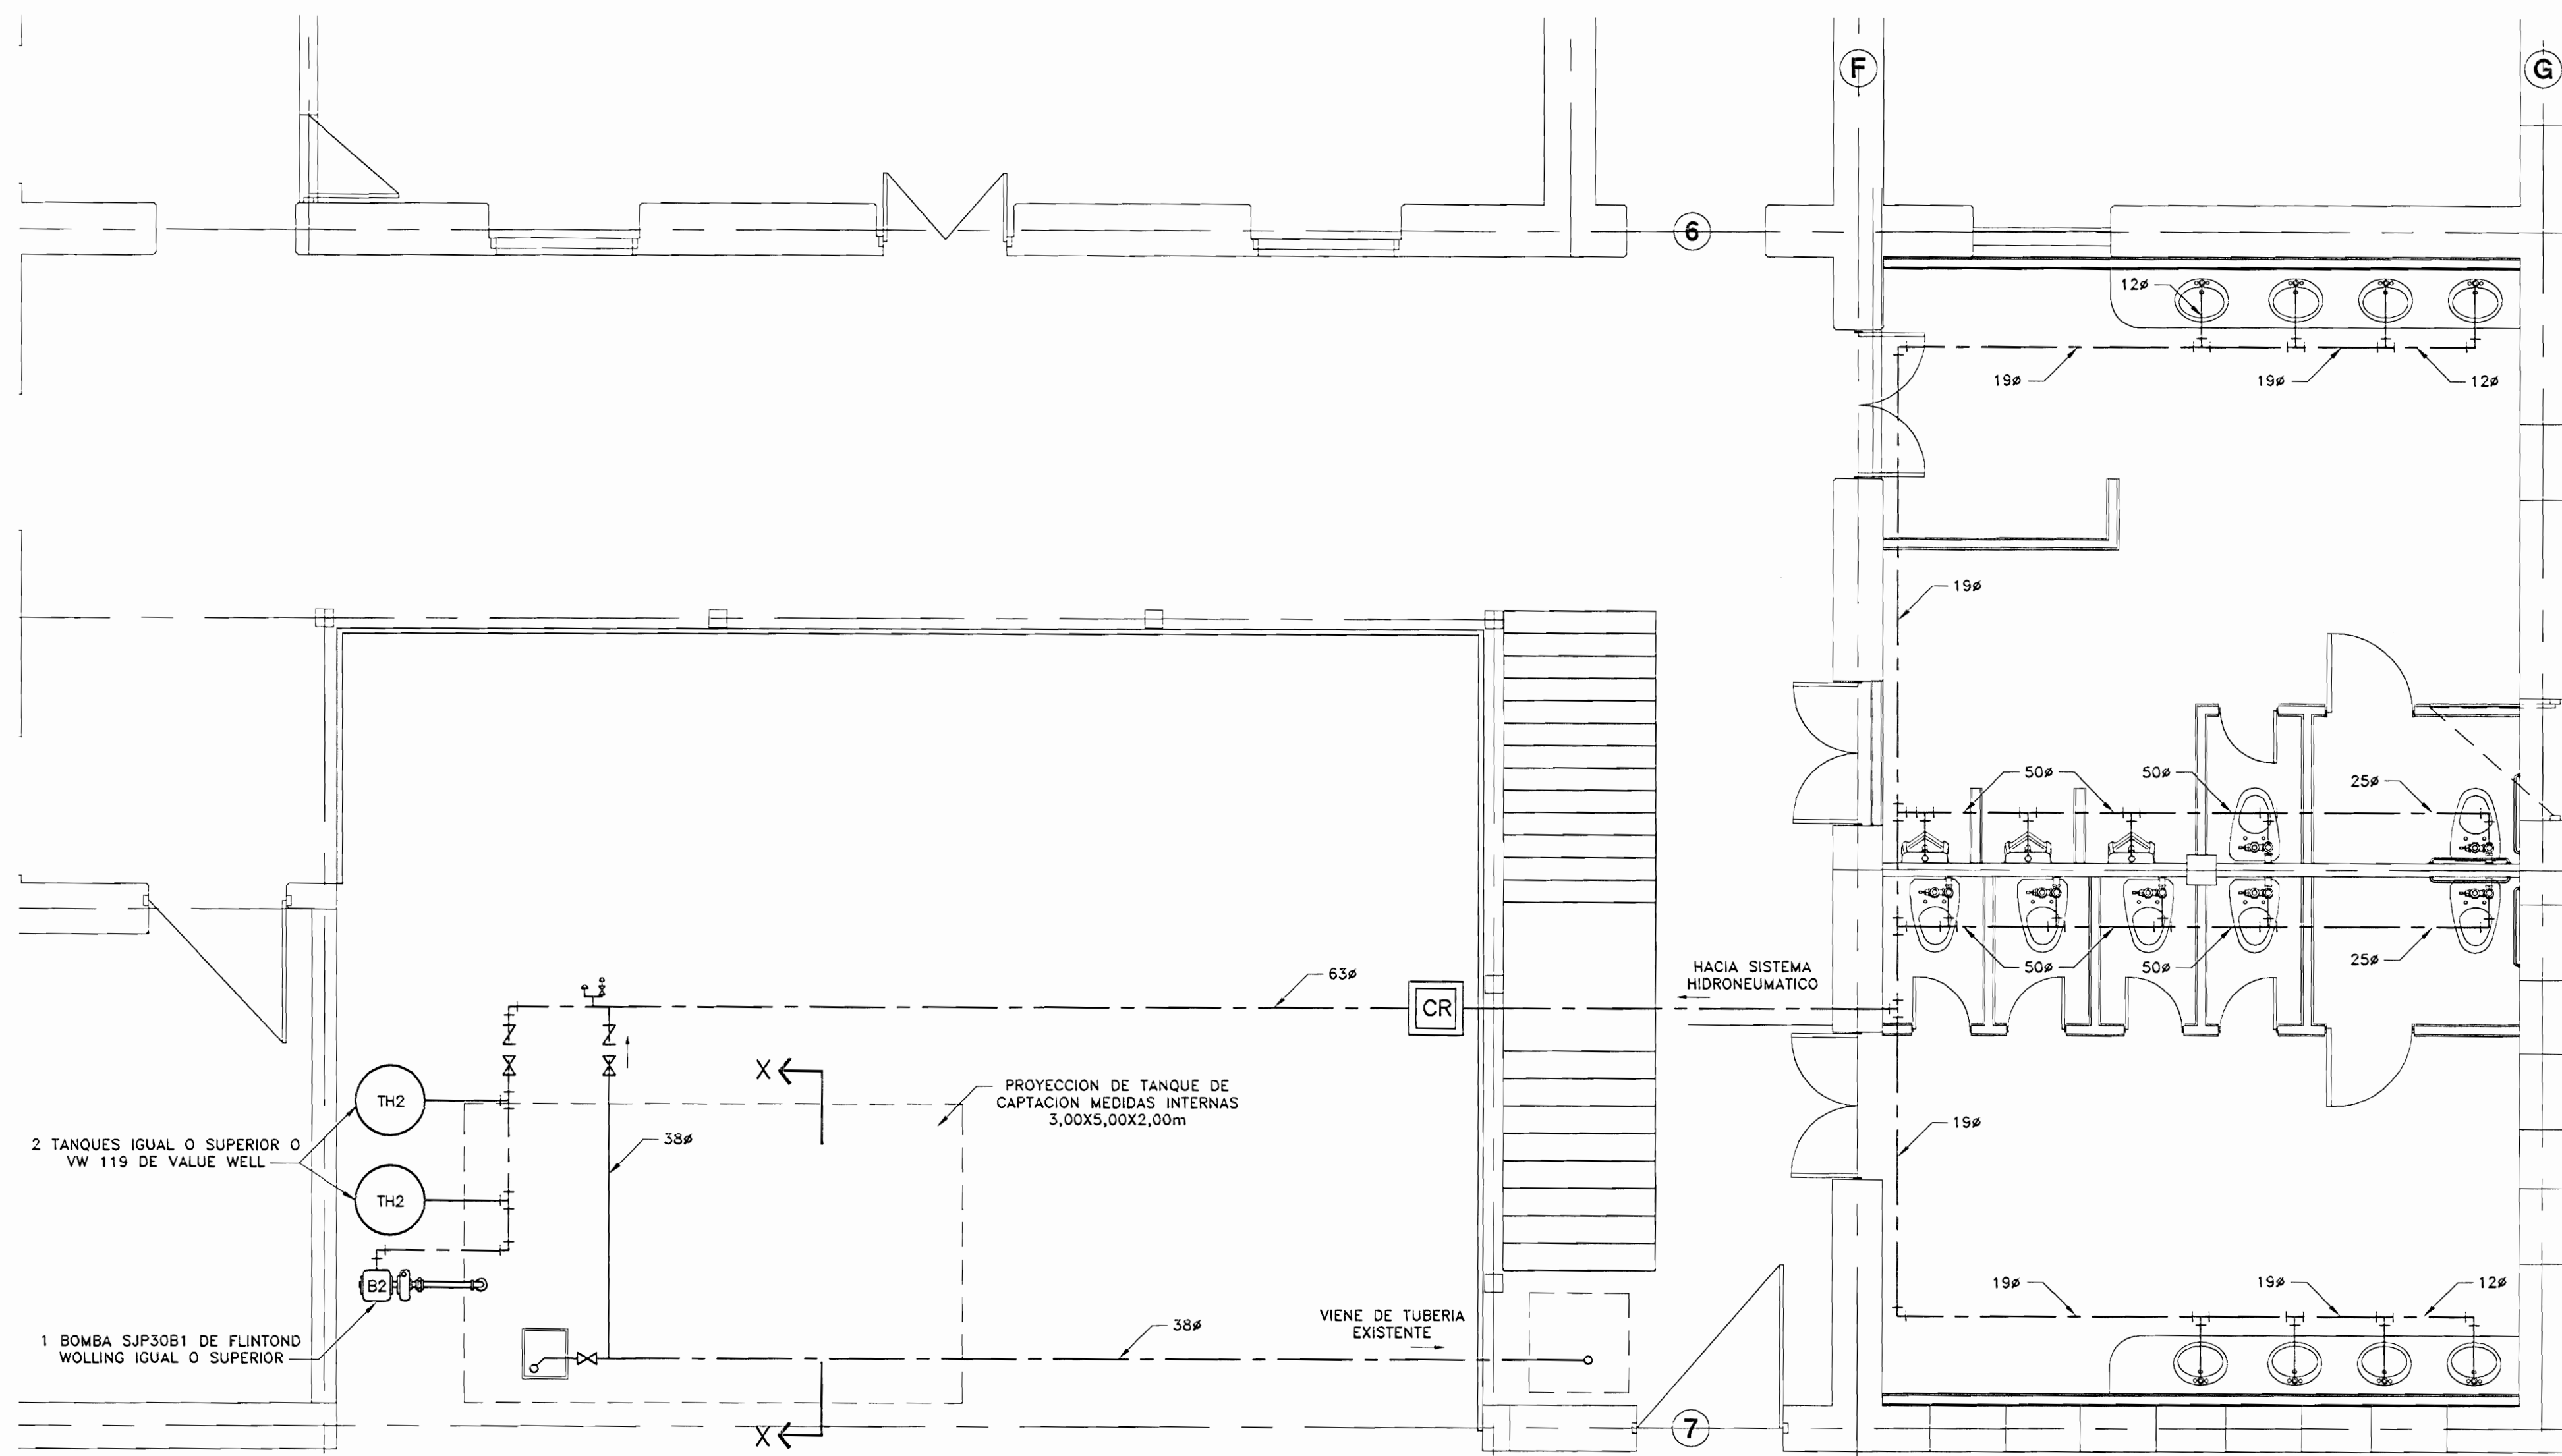 F
G
6
12ø
19ø
19ø
12ø
19ø
50ø
50ø
25ø
50ø
50ø
25ø
HACIA SISTEMA
HIDRONEUMATICO
63ø
CR
X
PROYECCION DE TANQUE DE
CAPTACION MEDIDAS INTERNAS
3,00X5,00X2,00m
TH2
38ø
19ø
2 TANQUES IGUAL O SUPERIOR O
VW 119 DE VALUE WELL
TH2
B2
19ø
19ø
12ø
VIENE DE TUBERIA
EXISTENTE
38ø
1 BOMBA SJP30B1 DE FLINTOND
WOLLING IGUAL O SUPERIOR
X
7